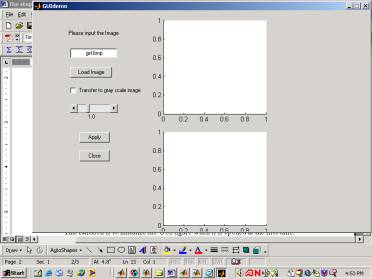 GUIdemo
File Edit
Please input the Image
girl.bmp
Load Image
Transfer to gray scale image
1.0
Apply
Close
1
0.8
0.6
0.4
0.2
0
0 0.2 0.4 0.6 0.8 1
1
0.8
0.6
0.4
0.2
0
0 0.2 0.4 0.6 0.8 1
Draw AutoShapes
Page 2 Sec 1 2/3 At 4.8" Ln 21 Col 1
Start 4:53 PM